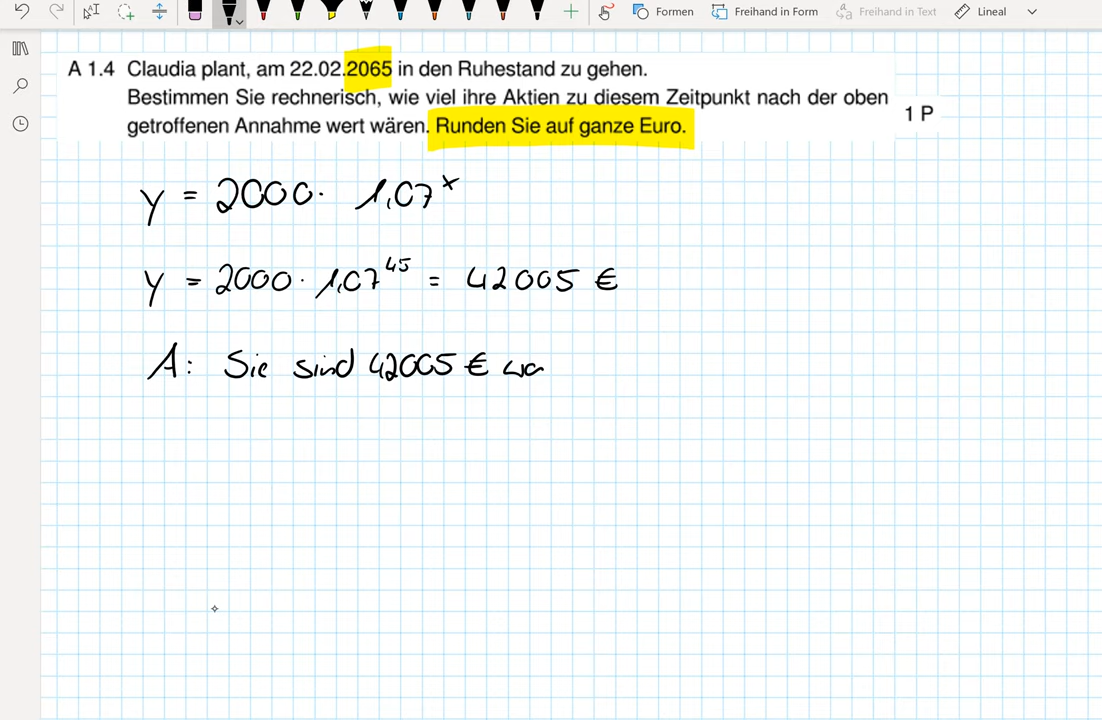 Formen Freihand in Form Freihand in Text Lineal
A 1.4 Claudia plant, am 22.02.2065 in den Ruhestand zu gehen.
Bestimmen Sie rechnerisch, wie viel ihre Aktien zu diesem Zeitpunkt nach der oben
getroffenen Annahme wert wären. Runden Sie auf ganze Euro.
1 P
y = 2000 · 1,07^x
y = 2000 · 1,07^45 = 42005 €
A: Sie sind 42005 € wa